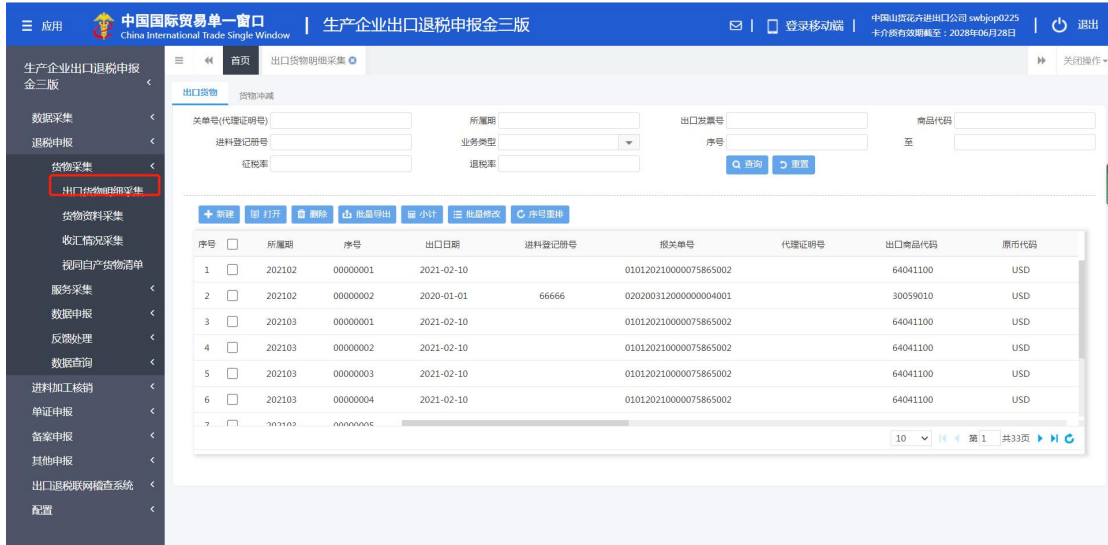 应用
中国国际贸易单一窗口
China International Trade Single Window
生产企业出口退税申报金三版
登录移动端
中国山货花卉进出口公司 swbjop0225
卡介质有效期截至：2028年06月28日
退出
生产企业出口退税申报
金三版
首页 出口货物明细采集
关闭操作
数据采集
退税申报
货物采集
出口货物明细采集
货物资料采集
收汇情况采集
视同自产货物清单
服务采集
数据申报
反馈处理
数据查询
进料加工核销
单证申报
备案申报
其他申报
出口退税联网稽查系统
配置
出口货物 货物冲减
关单号(代理证明号) 所属期 出口发票号 商品代码
进料登记册号 业务类型 序号 至
征税率 退税率 查询 重置
新建 打开 删除 批量导出 小计 批量修改 序号重排
序号 所属期 序号 出口日期 进料登记册号 报关单号 代理证明号 出口商品代码 原币代码
1 202102 00000001 2021-02-10 010120210000075865002 64041100 USD
2 202102 00000002 2020-01-01 66666 020200312000000004001 30059010 USD
3 202103 00000001 2021-02-10 010120210000075865002 64041100 USD
4 202103 00000002 2021-02-10 010120210000075865002 64041100 USD
5 202103 00000003 2021-02-10 010120210000075865002 64041100 USD
6 202103 00000004 2021-02-10 010120210000075865002 64041100 USD
7 202103 00000005
10 第 1 共33页